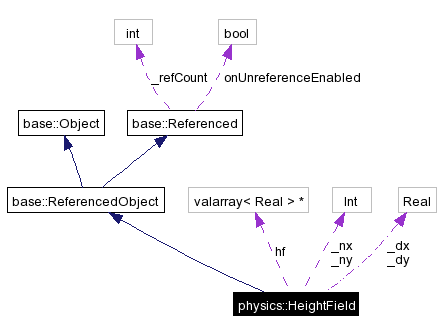 int
bool
_refCount
onUnreferenceEnabled
base::Object
base::Referenced
base::ReferencedObject
valarray< Real > *
Int
Real
hf
_nx
_ny
_dx
_dy
physics::HeightField